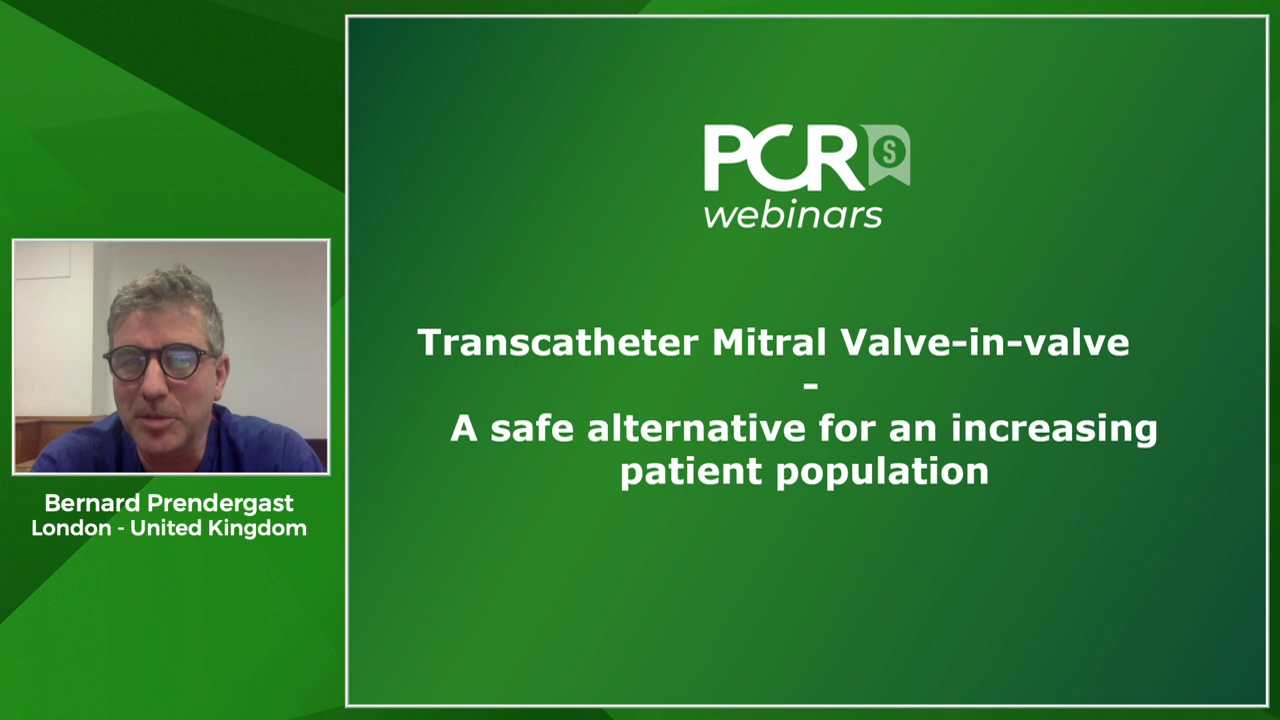 PCR S
webinars
Transcatheter Mitral Valve-in-valve
-
A safe alternative for an increasing
patient population
Bernard Prendergast
London - United Kingdom